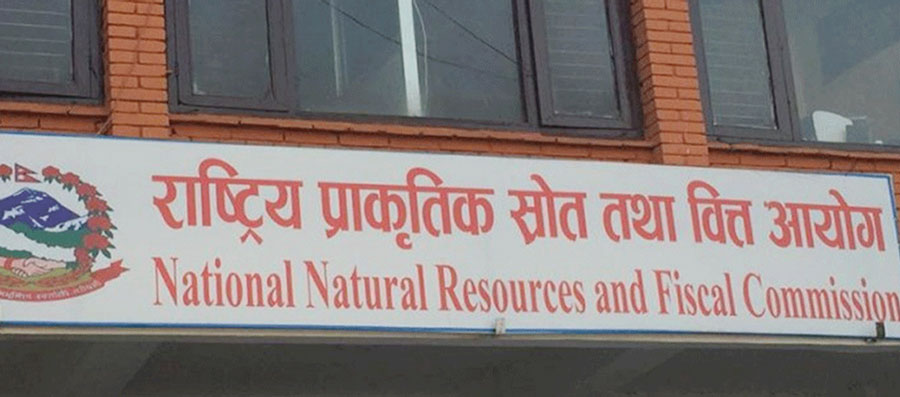 राष्ट्रिय प्राकृतिक स्रोत तथा वित्त आयोग
National Natural Resources and Fiscal Commission